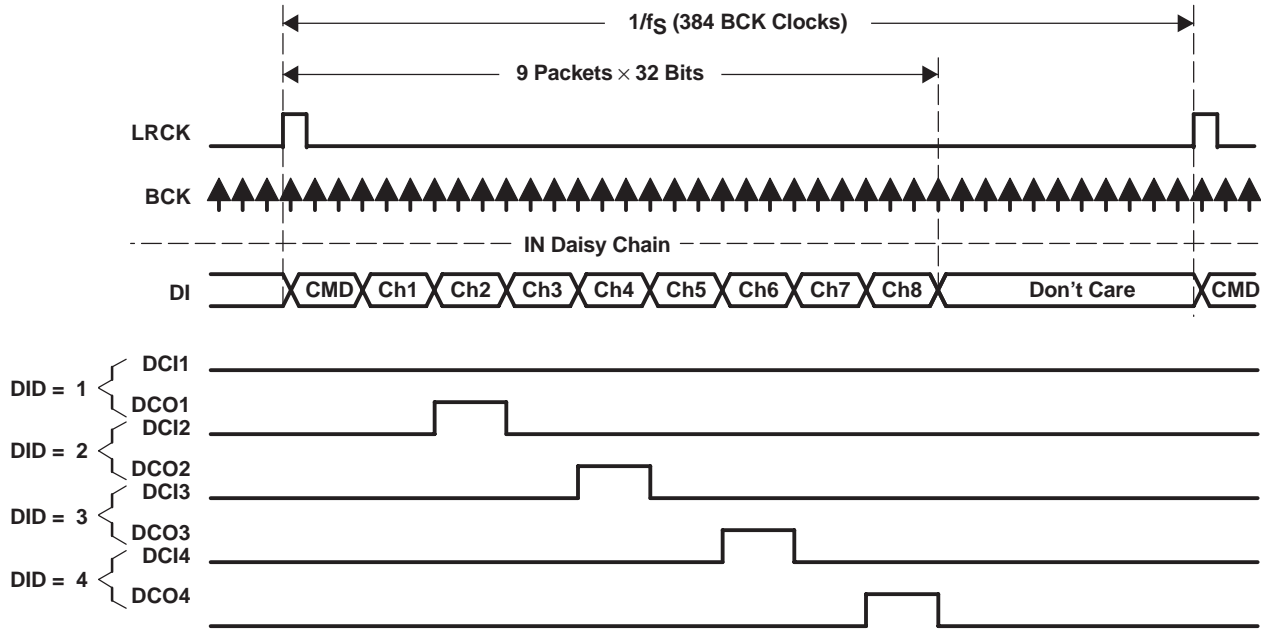 1/fS (384 BCK Clocks)
9 Packets × 32 Bits
LRCK
BCK
IN Daisy Chain
DI CMD Ch1 Ch2 Ch3 Ch4 Ch5 Ch6 Ch7 Ch8 Don't Care CMD
DCI1
DID = 1
DCO1
DCI2
DID = 2
DCO2
DCI3
DID = 3
DCO3
DCI4
DID = 4
DCO4